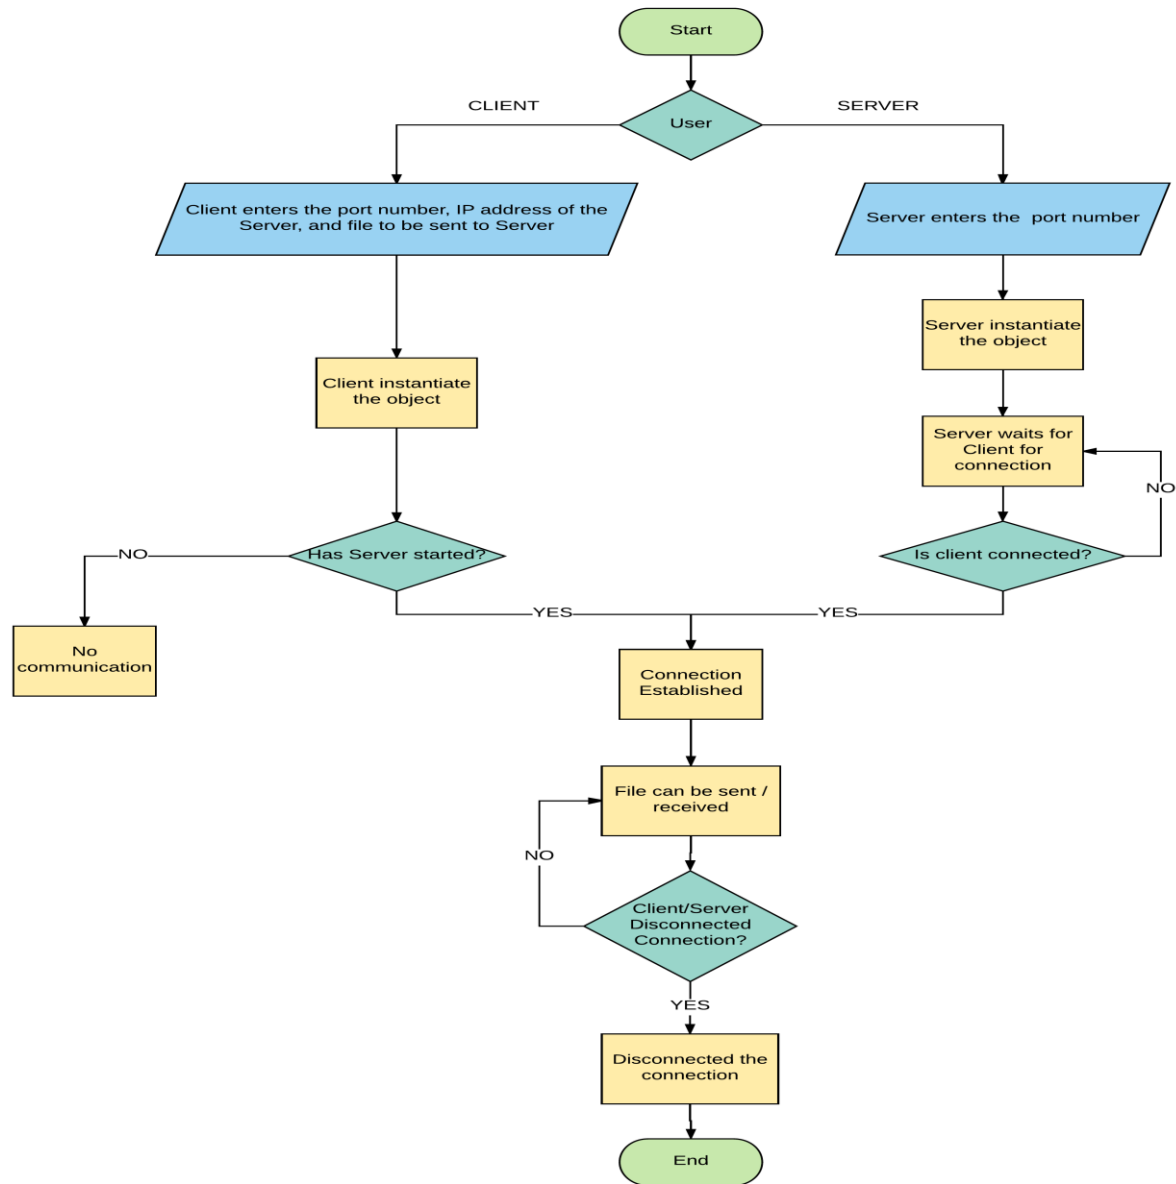 Start
User
CLIENT
SERVER
Client enters the port number, IP address of the
Server, and file to be sent to Server
Server enters the  port number
Server instantiate
the object
Client instantiate
the object
Server waits for
Client for
connection
NO
Has Server started?
Is client connected?
NO
YES
YES
No
communication
Connection
Established
File can be sent /
received
NO
Client/Server
Disconnected
Connection?
YES
Disconnected the
connection
End